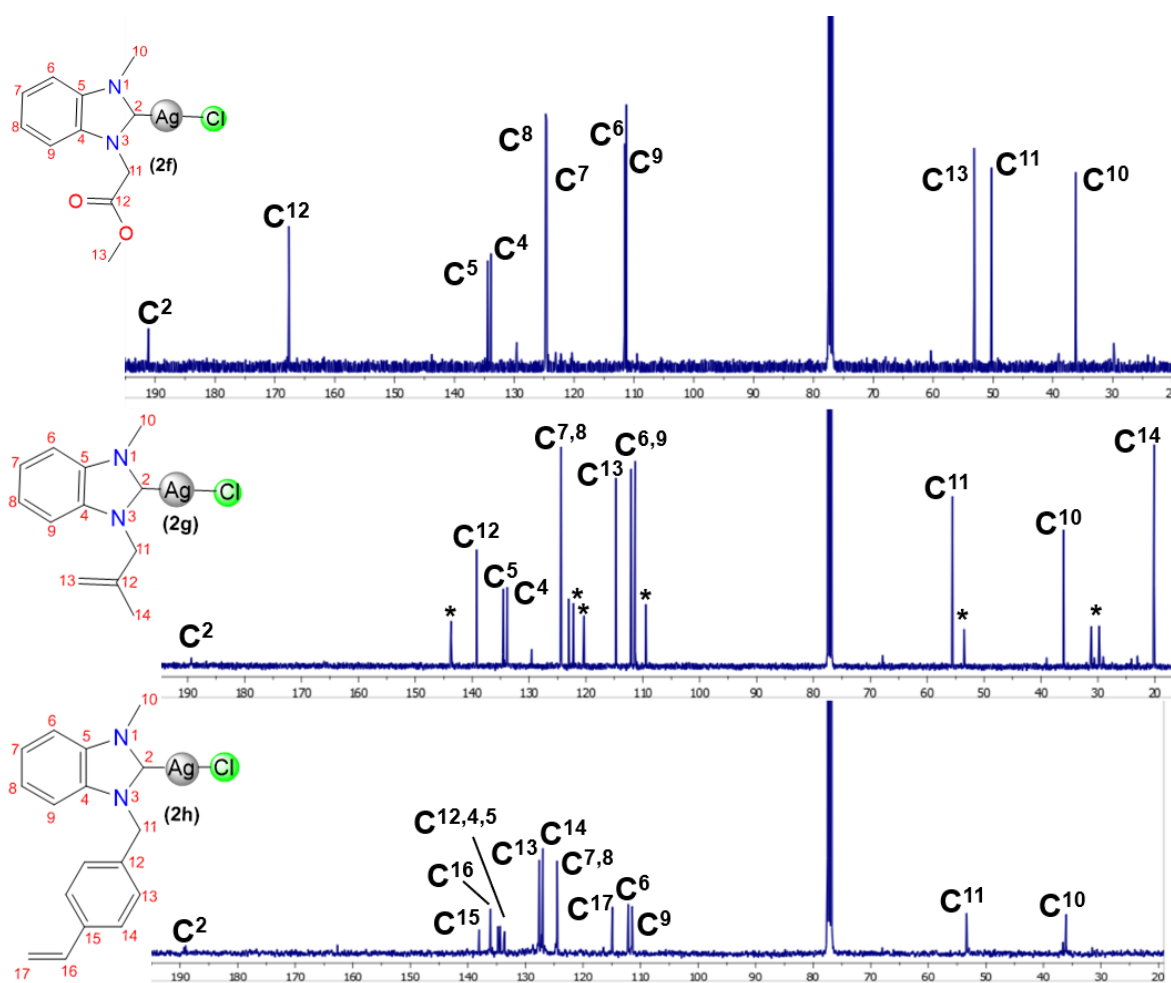 10
6
N
1
7
5
2
Ag
Cl
8
4
N
3
9
(2f)
11
O
12
O
13
C2
C12
C5
C4
C8
C7
C6
C9
C13
C11
C10
190 180 170 160 150 140 130 120 110 100 90 80 70 60 50 40 30 20
10
6
N
1
7
5
2
Ag
Cl
8
4
N
3
9
(2g)
11
13
12
14
C2
*
C12
C5
C4
C7,8
*
*
C13
C6,9
*
C11
*
C10
*
C14
190 180 170 160 150 140 130 120 110 100 90 80 70 60 50 40 30 20
10
6
N
1
7
5
2
Ag
Cl
8
4
N
3
9
(2h)
11
12
13
14
15
16
17
C2
C15
C16
C12,4,5
C13
C14
C7,8
C17
C6
C9
C11
C10
190 180 170 160 150 140 130 120 110 100 90 80 70 60 50 40 30 20